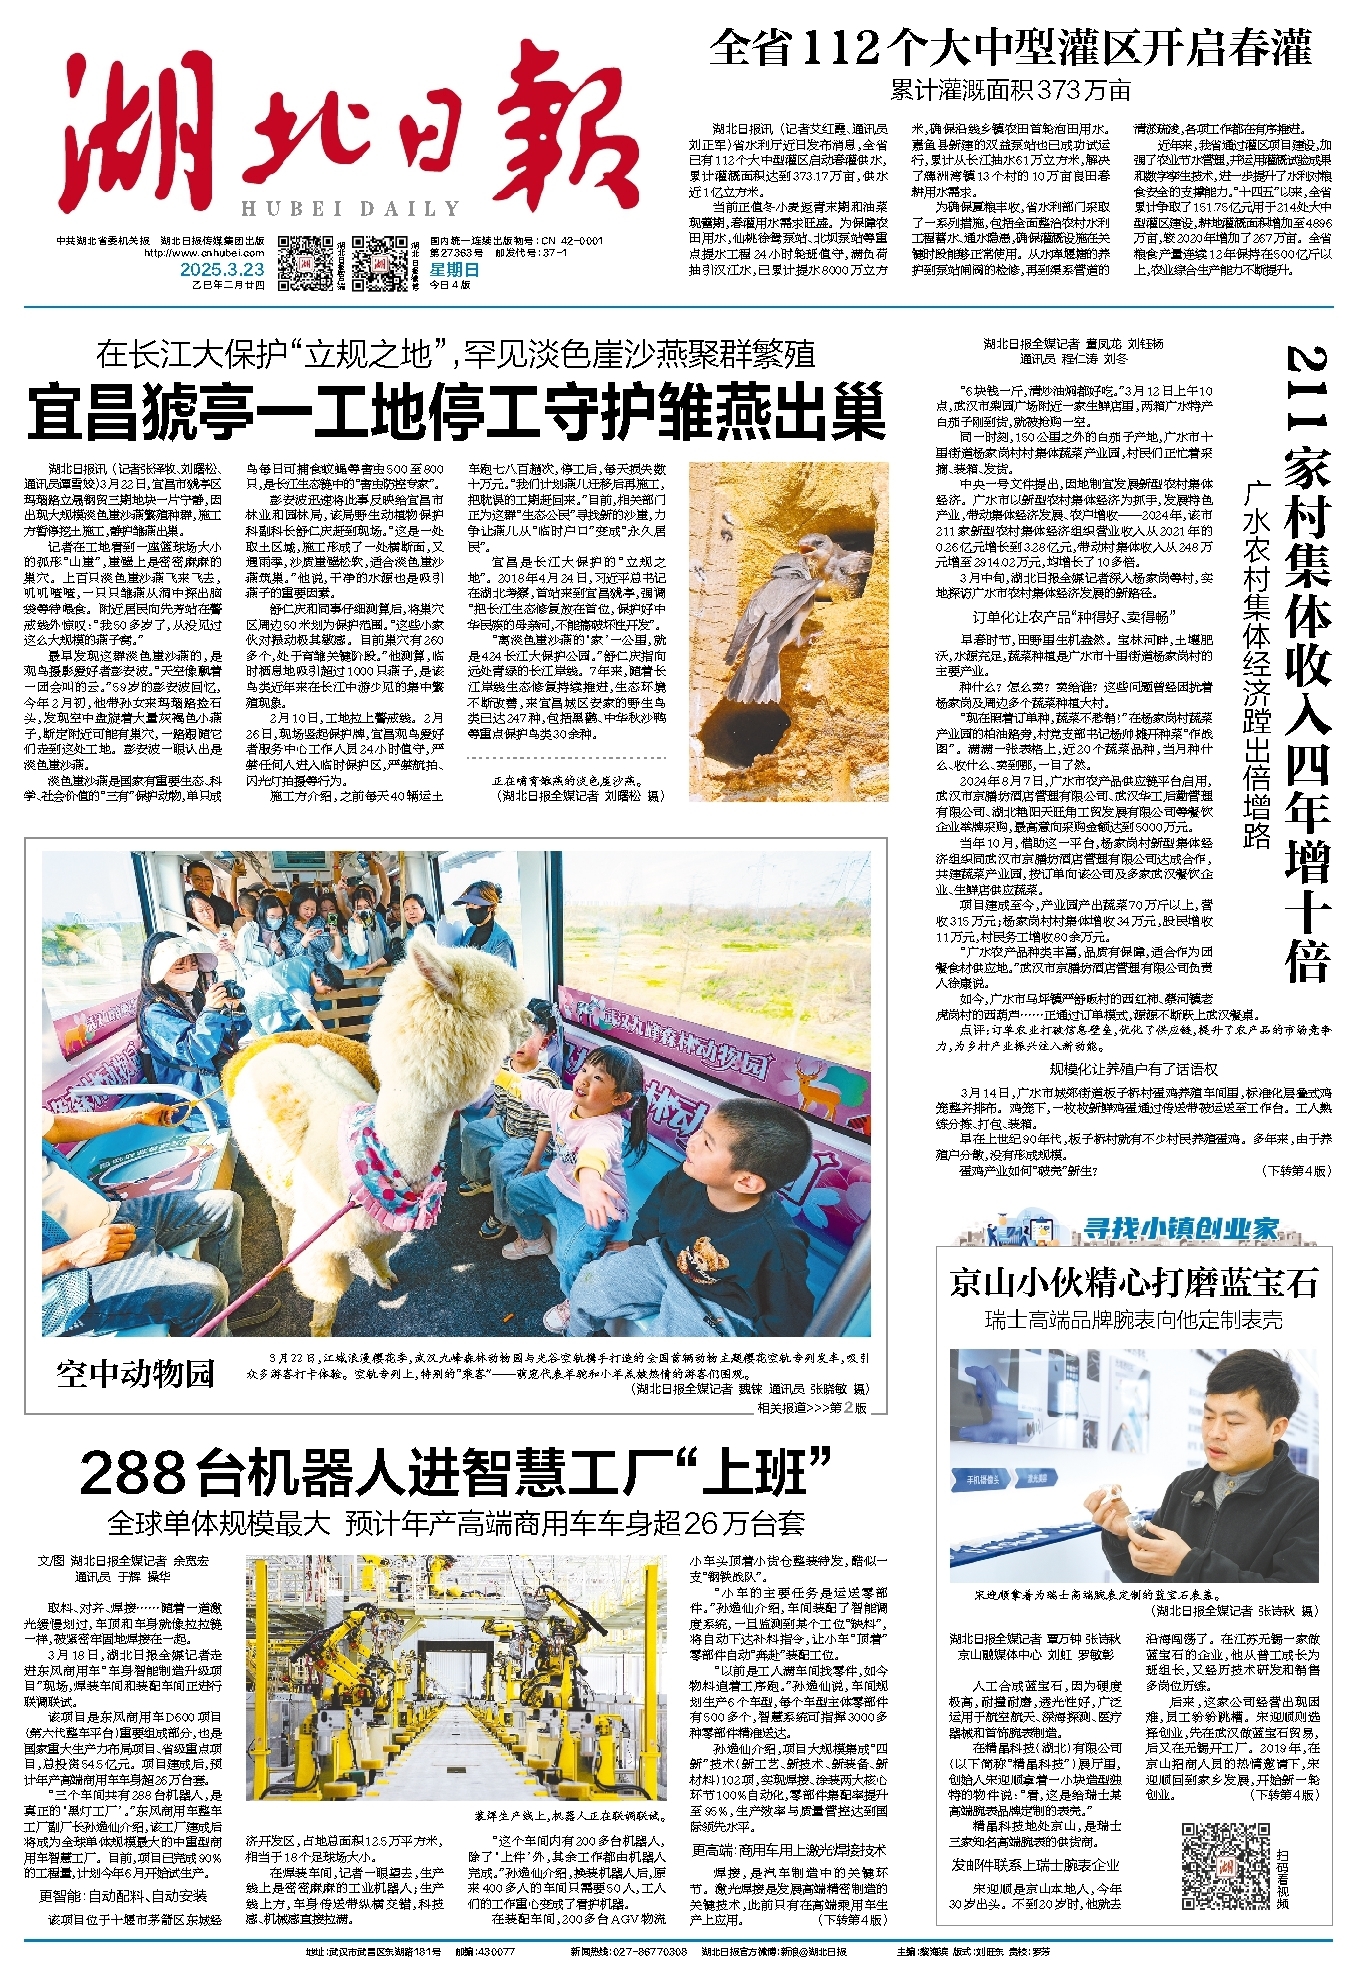 湖北日报
HUBEI DAILY
中共湖北省委机关报 湖北日报传媒集团出版
http://www.cnhubei.com
2025.3.23
乙巳年二月廿四
国内统一连续出版物号：CN 42-0001
第27363号 邮发代号：37-1
星期日
今日4版
全省112个大中型灌区开启春灌
累计灌溉面积373万亩
湖北日报讯（记者艾红霞、通讯员
刘正军）省水利厅近日发布消息，全省
已有112个大中型灌区启动春灌供水，
累计灌溉面积达到373.17万亩，供水
近1亿立方米。
当前正值冬小麦返青末期和油菜
现蕾期，春灌用水需求旺盛。为保障农
田用水，仙桃徐鸳泵站、北坝泵站等重
点提水工程24小时轮班值守，满负荷
抽引汉江水，已累计提水8000万立方
米，确保沿线乡镇农田首轮泡田用水。
嘉鱼县新建的双益泵站也已成功试运
行，累计从长江抽水61万立方米，解决
了簰洲湾镇13个村的10万亩良田春
耕用水需求。
为确保夏粮丰收，省水利部门采取
了一系列措施，包括全面整治农村水利
工程蓄水、通水隐患，确保灌溉设施在关
键时段能够正常使用。从水库堰塘的养
护到泵站闸阀的检修，再到渠系管道的
清淤疏浚，各项工作都在有序推进。
近年来，我省通过灌区项目建设，加
强了农业节水管理，并运用灌溉试验成果
和数字孪生技术，进一步提升了水利对粮
食安全的支撑能力。“十四五”以来，全省
累计争取了151.75亿元用于214处大中
型灌区建设，耕地灌溉面积增加至4896
万亩，较2020年增加了267万亩。全省
粮食产量连续12年保持在500亿斤以
上，农业综合生产能力不断提升。
在长江大保护“立规之地”，罕见淡色崖沙燕聚群繁殖
宜昌猇亭一工地停工守护雏燕出巢
湖北日报讯（记者张泽牧、刘曙松、
通讯员谭雪姣）3月22日，宜昌市猇亭区
玛瑙路立晟钢贸三期地块一片宁静，因
出现大规模淡色崖沙燕繁殖种群，施工
方暂停挖土施工，静护雏燕出巢。
记者在工地看到一座篮球场大小
的弧形“山崖”，崖壁上是密密麻麻的
巢穴。上百只淡色崖沙燕飞来飞去，
叽叽喳喳，一只只雏燕从洞中探出脑
袋等待喂食。附近居民向先芳站在警
戒线外惊叹：“我50多岁了，从没见过
这么大规模的燕子窝。”
最早发现这群淡色崖沙燕的，是
观鸟摄影爱好者彭安波。“天空像飘着
一团会叫的云。”59岁的彭安波回忆，
今年2月初，他带孙女来玛瑙路捡石
头，发现空中盘旋着大量灰褐色小燕
子，断定附近可能有巢穴，一路跟随它
们走到这处工地。彭安波一眼认出是
淡色崖沙燕。
淡色崖沙燕是国家有重要生态、科
学、社会价值的“三有”保护动物，单只成
鸟每日可捕食蚊蝇等害虫500至800
只，是长江生态链中的“害虫防控专家”。
彭安波迅速将此事反映给宜昌市
林业和园林局，该局野生动植物保护
科副科长舒仁庆赶到现场。“这是一处
取土区域，施工形成了一处横断面，又
遇雨季，沙质崖壁松软，适合淡色崖沙
燕筑巢。”他说，干净的水源也是吸引
燕子的重要因素。
舒仁庆和同事仔细测算后，将巢穴
区周边50米划为保护范围。“这些小家
伙对振动极其敏感。目前巢穴有260
多个，处于育雏关键阶段。”他测算，临
时栖息地吸引超过1000只燕子，是该
鸟类近年来在长江中游少见的集中繁
殖现象。
2月10日，工地拉上警戒线。2月
26日，现场竖起保护牌，宜昌观鸟爱好
者服务中心工作人员24小时值守，严
禁任何人进入临时保护区，严禁航拍、
闪光灯拍摄等行为。
施工方介绍，之前每天40辆运土
车跑七八百趟次，停工后，每天损失数
十万元。“我们计划燕儿迁移后再施工，
把耽误的工期赶回来。”目前，相关部门
正为这群“生态公民”寻找新的沙崖，力
争让燕儿从“临时户口”变成“永久居
民”。
宜昌是长江大保护的“立规之
地”。2018年4月24日，习近平总书记
在湖北考察，首站来到宜昌猇亭，强调
“把长江生态修复放在首位，保护好中
华民族的母亲河，不能搞破坏性开发”。
“离淡色崖沙燕的‘家’一公里，就
是424长江大保护公园。”舒仁庆指向
远处青绿的长江岸线。7年来，随着长
江岸线生态修复持续推进，生态环境
不断改善，来宜昌城区安家的野生鸟
类已达247种，包括黑鹳、中华秋沙鸭
等重点保护鸟类30余种。
正在哺育雏燕的淡色崖沙燕。
（湖北日报全媒记者 刘曙松 摄）
211家村集体收入四年增十倍
广水农村集体经济蹚出倍增路
湖北日报全媒记者 董凤龙 刘钰杨
通讯员 程仁涛 刘冬
“6块钱一斤，清炒油焖都好吃。”3月12日上午10
点，武汉市梨园广场附近一家生鲜店里，两箱广水特产
白茄子刚到货，就被抢购一空。
同一时刻，150公里之外的白茄子产地，广水市十
里街道杨家岗村村集体蔬菜产业园，村民们正忙着采
摘、装箱、发货。
中央一号文件提出，因地制宜发展新型农村集体
经济。广水市以新型农村集体经济为抓手，发展特色
产业，带动集体经济发展、农户增收——2024年，该市
211家新型农村集体经济组织营业收入从2021年的
0.26亿元增长到3.28亿元，带动村集体收入从248万
元增至2914.02万元，均增长了10多倍。
3月中旬，湖北日报全媒记者深入杨家岗等村，实
地探访广水市农村集体经济发展的新路径。
订单化让农产品“种得好、卖得畅”
早春时节，田野里生机盎然。宝林河畔，土壤肥
沃，水源充足，蔬菜种植是广水市十里街道杨家岗村的
主要产业。
种什么？怎么卖？卖给谁？这些问题曾经困扰着
杨家岗及周边多个蔬菜种植大村。
“现在照着订单种，蔬菜不愁销！”在杨家岗村蔬菜
产业园的柏油路旁，村党支部书记杨帅摊开种菜“作战
图”。满满一张表格上，近20个蔬菜品种，当月种什
么、收什么、卖到哪，一目了然。
2024年8月7日，广水市农产品供应链平台启用，
武汉市京膳坊酒店管理有限公司、武汉华工后勤管理
有限公司、湖北艳阳天旺角工贸发展有限公司等餐饮
企业举牌采购，最高意向采购金额达到5000万元。
当年10月，借助这一平台，杨家岗村新型集体经
济组织同武汉市京膳坊酒店管理有限公司达成合作，
共建蔬菜产业园，按订单向该公司及多家武汉餐饮企
业、生鲜店供应蔬菜。
项目建成至今，产业园产出蔬菜70万斤以上，营
收315万元；杨家岗村村集体增收34万元，股民增收
11万元，村民务工增收80余万元。
“广水农产品种类丰富，品质有保障，适合作为团
餐食材供应地。”武汉市京膳坊酒店管理有限公司负责
人徐康说。
如今，广水市马坪镇严舒畈村的西红柿、蔡河镇老
虎岗村的西葫芦……正通过订单模式，源源不断跃上武汉餐桌。
点评：订单农业打破信息壁垒，优化了供应链，提升了农产品的市场竞争
力，为乡村产业振兴注入新动能。
规模化让养殖户有了话语权
3月14日，广水市城郊街道板子桥村蛋鸡养殖车间里，标准化层叠式鸡
笼整齐排布。鸡笼下，一枚枚新鲜鸡蛋通过传送带被运送至工作台。工人熟
练分拣、打包、装箱。
早在上世纪90年代，板子桥村就有不少村民养殖蛋鸡。多年来，由于养
殖户分散，没有形成规模。
蛋鸡产业如何“破壳”新生？ （下转第4版）
武汉九峰森林动物园
空中动物园
3月22日，江城浪漫樱花季，武汉九峰森林动物园与光谷空轨携手打造的全国首辆动物主题樱花空轨专列发车，吸引
众多游客打卡体验。空轨专列上，特别的“乘客”——萌宠代表羊驼和小羊羔被热情的游客们围观。
（湖北日报全媒记者 魏铼 通讯员 张晓敏 摄）
相关报道>>>第2版
288台机器人进智慧工厂“上班”
全球单体规模最大 预计年产高端商用车车身超26万台套
文/图 湖北日报全媒记者 余宽宏
通讯员 于辉 操华
取料、对齐、焊接……随着一道激
光缓慢划过，车顶和车身就像拉拉链
一样，被紧密牢固地焊接在一起。
3月18日，湖北日报全媒记者走
进东风商用车“车身智能制造升级项
目”现场，焊装车间和装配车间正进行
联调联试。
该项目是东风商用车D600项目
（第六代整车平台）重要组成部分，也是
国家重大生产力布局项目、省级重点项
目，总投资54.5亿元。项目建成后，预
计年产高端商用车车身超26万台套。
“三个车间共有288台机器人，是
真正的‘黑灯工厂’。”东风商用车整车
工厂副厂长孙逸仙介绍，该工厂建成后
将成为全球单体规模最大的中重型商
用车智慧工厂。目前，项目已完成90%
的工程量，计划今年6月开始试生产。
更智能：自动配料、自动安装
该项目位于十堰市茅箭区东城经
装焊生产线上，机器人正在联调联试。
济开发区，占地总面积12.5万平方米，
相当于18个足球场大小。
在焊装车间，记者一眼望去，生产
线上是密密麻麻的工业机器人；生产
线上方，车身传送带纵横交错，科技
感、机械感直接拉满。
“这个车间内有200多台机器人，
除了‘上件’外，其余工作都由机器人
完成。”孙逸仙介绍，换装机器人后，原
来400多人的车间只需要50人，工人
们的工作重心变成了看护机器。
在装配车间，200多台AGV物流
小车头顶着小货仓整装待发，酷似一
支“钢铁战队”。
“小车的主要任务是运送零部
件。”孙逸仙介绍，车间装配了智能调
度系统，一旦监测到某个工位“缺料”，
将自动下达补料指令，让小车“顶着”
零部件自动“奔赴”装配工位。
“以前是工人满车间找零件，如今
物料追着工序跑。”孙逸仙说，车间规
划生产6个车型，每个车型主体零部件
有500多个，智慧系统可指挥3000多
种零部件精准送达。
孙逸仙介绍，项目大规模集成“四
新”技术（新工艺、新技术、新装备、新
材料）102项，实现焊接、涂装两大核心
环节100%自动化，零部件集配率提升
至95%，生产效率与质量管控达到国
际领先水平。
更高端：商用车用上激光焊接技术
焊接，是汽车制造中的关键环
节。激光焊接是发展高端精密制造的
关键技术，此前只有在高端乘用车生
产上应用。 （下转第4版）
寻找小镇创业家
京山小伙精心打磨蓝宝石
瑞士高端品牌腕表向他定制表壳
手机摄像头
宋迎顺拿着为瑞士高端腕表定制的蓝宝石表盖。
（湖北日报全媒记者 张诗秋 摄）
湖北日报全媒记者 覃万钟 张诗秋
京山融媒体中心 刘虹 罗敏彰
人工合成蓝宝石，因为硬度
极高，耐撞耐磨，透光性好，广泛
运用于航空航天、深海探测、医疗
器械和首饰腕表制造。
在精晶科技（湖北）有限公司
（以下简称“精晶科技”）展厅里，
创始人宋迎顺拿着一小块造型独
特的物件说：“看，这是给瑞士某
高端腕表品牌定制的表壳。”
精晶科技地处京山，是瑞士
三家知名高端腕表的供货商。
发邮件联系上瑞士腕表企业
宋迎顺是京山本地人，今年
30岁出头。不到20岁时，他就去
沿海闯荡了。在江苏无锡一家做
蓝宝石的企业，他从普工成长为
班组长，又经历技术研发和销售
多岗位历练。
后来，这家公司经营出现困
难，员工纷纷跳槽。宋迎顺则选
择创业，先在武汉做蓝宝石贸易，
后又在无锡开工厂。2019年，在
京山招商人员的热情邀请下，宋
迎顺回到家乡发展，开始新一轮
创业。 （下转第4版）
扫码看视频
地址：武汉市武昌区东湖路181号 邮编：430077 新闻热线：027-86770308 湖北日报官方微博：新浪@湖北日报 主编：黎海滨 版式：刘旺东 责校：罗芳